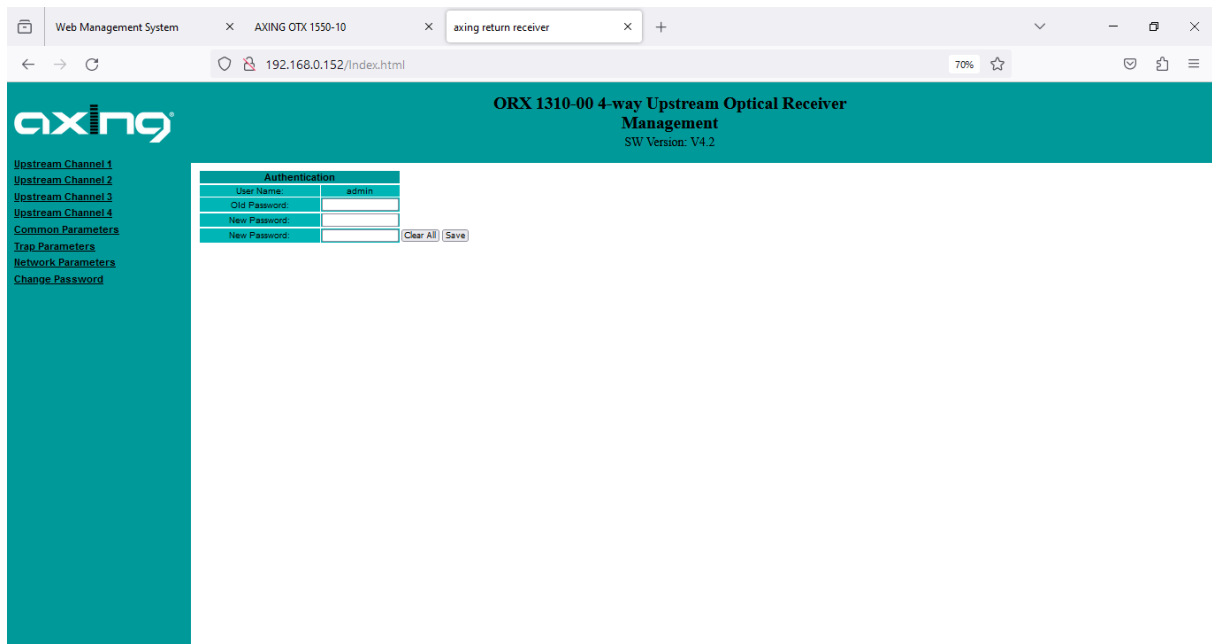 Web Management System
AXING OTX 1550-10
axing return receiver
192.168.0.152/Index.html
70%
axing
ORX 1310-00 4-way Upstream Optical Receiver
Management
SW Version: V4.2
Upstream Channel 1
Upstream Channel 2
Upstream Channel 3
Upstream Channel 4
Common Parameters
Trap Parameters
Network Parameters
Change Password
Authentication
User Name: admin
Old Password:
New Password:
New Password: Clear All Save